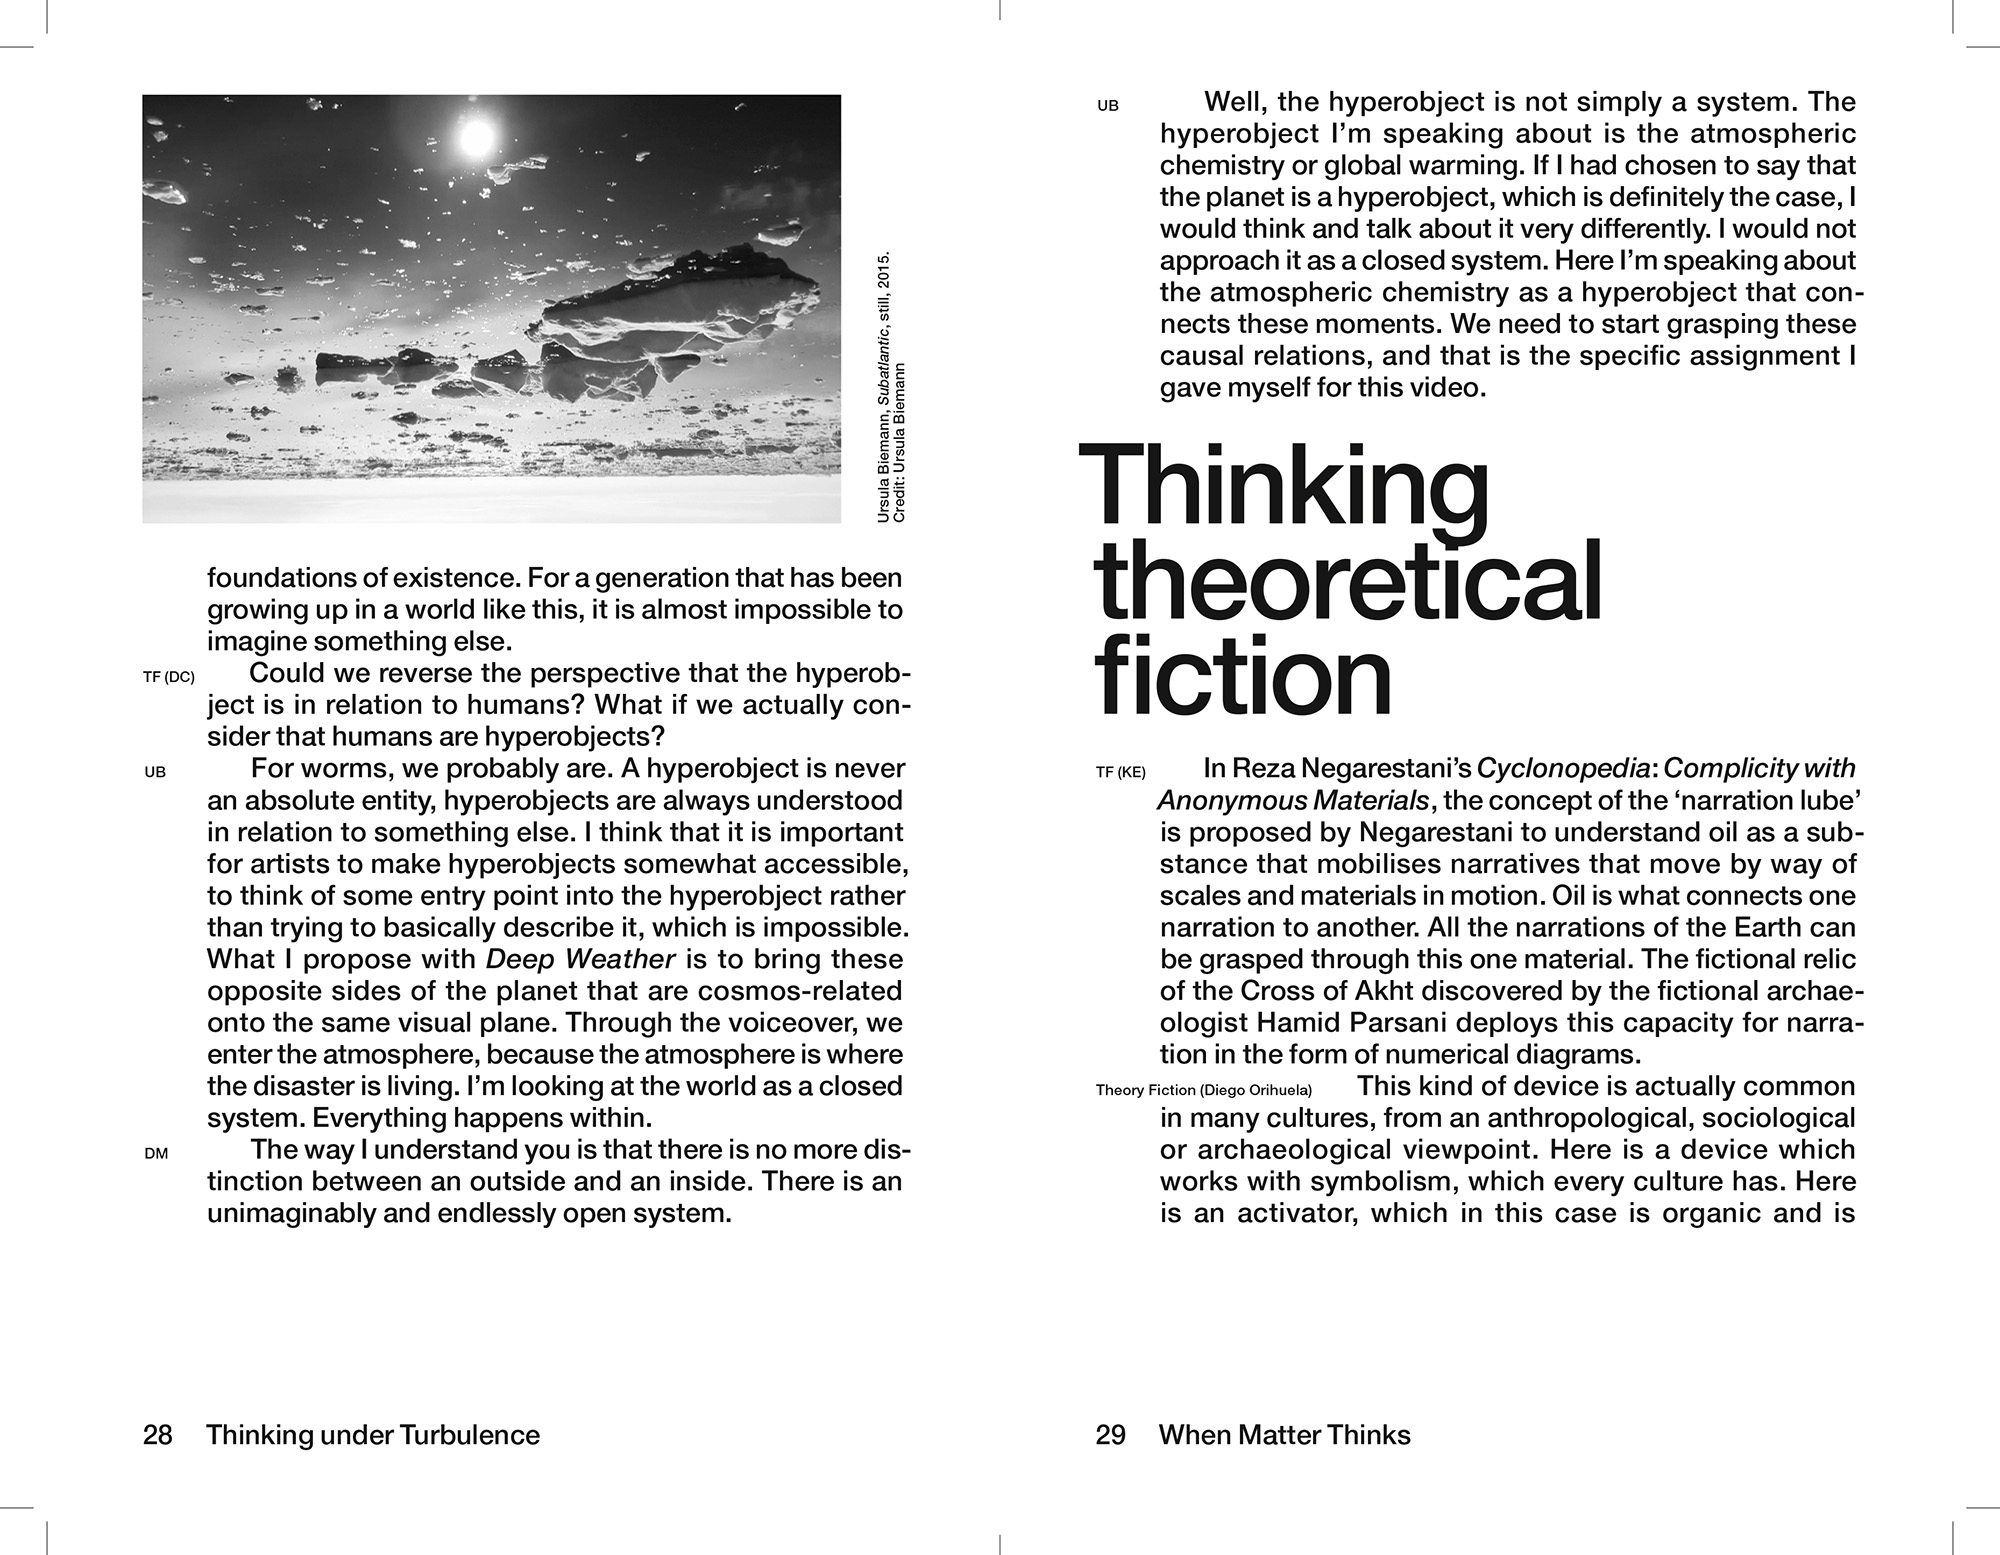 Ursula Biemann, Subatlantic, still, 2015.
Credit: Ursula Biemann
foundations of existence. For a generation that has been
growing up in a world like this, it is almost impossible to
imagine something else.
TF (DC) Could we reverse the perspective that the hyperob-
ject is in relation to humans? What if we actually con-
sider that humans are hyperobjects?
UB For worms, we probably are. A hyperobject is never
an absolute entity, hyperobjects are always understood
in relation to something else. I think that it is important
for artists to make hyperobjects somewhat accessible,
to think of some entry point into the hyperobject rather
than trying to basically describe it, which is impossible.
What I propose with Deep Weather is to bring these
opposite sides of the planet that are cosmos-related
onto the same visual plane. Through the voiceover, we
enter the atmosphere, because the atmosphere is where
the disaster is living. I’m looking at the world as a closed
system. Everything happens within.
DM The way I understand you is that there is no more dis-
tinction between an outside and an inside. There is an
unimaginably and endlessly open system.
28 Thinking under Turbulence
UB Well, the hyperobject is not simply a system. The
hyperobject I’m speaking about is the atmospheric
chemistry or global warming. If I had chosen to say that
the planet is a hyperobject, which is definitely the case, I
would think and talk about it very differently. I would not
approach it as a closed system. Here I’m speaking about
the atmospheric chemistry as a hyperobject that con-
nects these moments. We need to start grasping these
causal relations, and that is the specific assignment I
gave myself for this video.
Thinking
theoretical
fiction
TF (KE) In Reza Negarestani’s Cyclonopedia: Complicity with
Anonymous Materials, the concept of the ‘narration lube’
is proposed by Negarestani to understand oil as a sub-
stance that mobilises narratives that move by way of
scales and materials in motion. Oil is what connects one
narration to another. All the narrations of the Earth can
be grasped through this one material. The fictional relic
of the Cross of Akht discovered by the fictional archae-
ologist Hamid Parsani deploys this capacity for narra-
tion in the form of numerical diagrams.
Theory Fiction (Diego Orihuela) This kind of device is actually common
in many cultures, from an anthropological, sociological
or archaeological viewpoint. Here is a device which
works with symbolism, which every culture has. Here
is an activator, which in this case is organic and is
29 When Matter Thinks